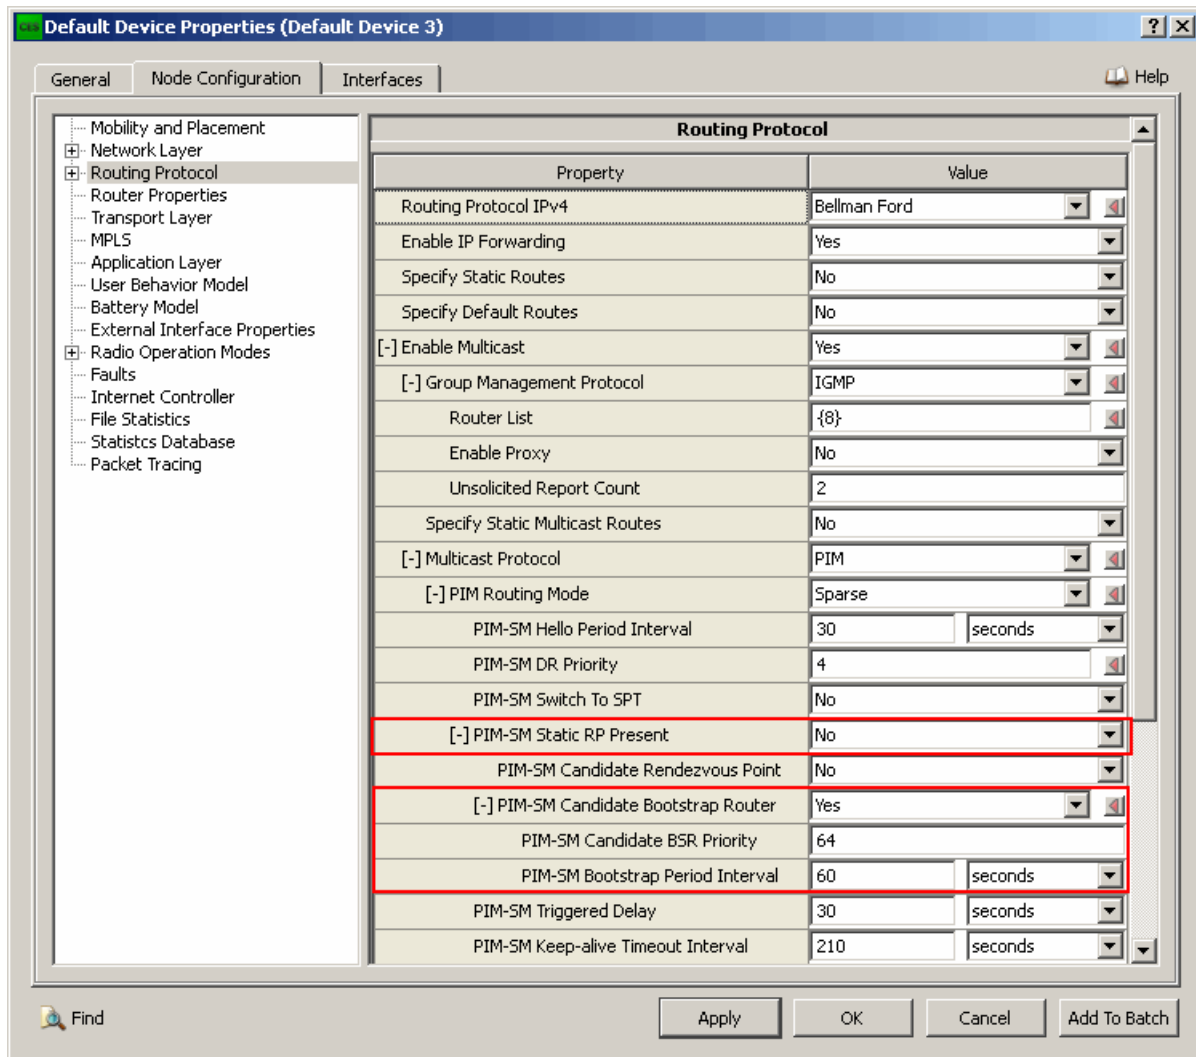 CES Default Device Properties (Default Device 3)
General Node Configuration Interfaces Help
Mobility and Placement
Network Layer
Routing Protocol
Router Properties
Transport Layer
MPLS
Application Layer
User Behavior Model
Battery Model
External Interface Properties
Radio Operation Modes
Faults
Internet Controller
File Statistics
Statistcs Database
Packet Tracing
Routing Protocol
Property Value
Routing Protocol IPv4 Bellman Ford
Enable IP Forwarding Yes
Specify Static Routes No
Specify Default Routes No
[-] Enable Multicast Yes
[-] Group Management Protocol IGMP
Router List {8}
Enable Proxy No
Unsolicited Report Count 2
Specify Static Multicast Routes No
[-] Multicast Protocol PIM
[-] PIM Routing Mode Sparse
PIM-SM Hello Period Interval 30 seconds
PIM-SM DR Priority 4
PIM-SM Switch To SPT No
[-] PIM-SM Static RP Present No
PIM-SM Candidate Rendezvous Point No
[-] PIM-SM Candidate Bootstrap Router Yes
PIM-SM Candidate BSR Priority 64
PIM-SM Bootstrap Period Interval 60 seconds
PIM-SM Triggered Delay 30 seconds
PIM-SM Keep-alive Timeout Interval 210 seconds
Find Apply OK Cancel Add To Batch